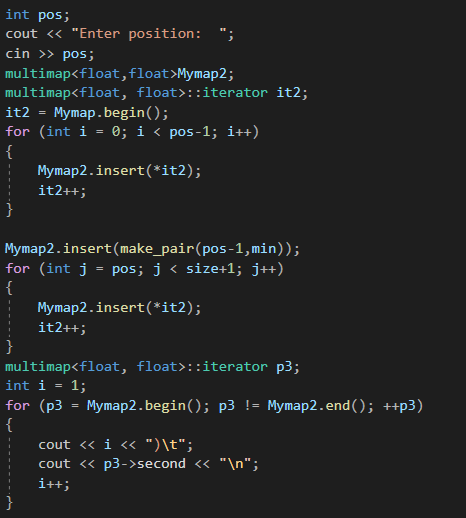 int pos;
cout << "Enter position:  ";
cin >> pos;
multimap<float,float>Mymap2;
multimap<float, float>::iterator it2;
it2 = Mymap.begin();
for (int i = 0; i < pos-1; i++)
{
    Mymap2.insert(*it2);
    it2++;
}

Mymap2.insert(make_pair(pos-1,min));
for (int j = pos; j < size+1; j++)
{
    Mymap2.insert(*it2);
    it2++;
}
multimap<float, float>::iterator p3;
int i = 1;
for (p3 = Mymap2.begin(); p3 != Mymap2.end(); ++p3)
{
    cout << i << ")\t";
    cout << p3->second << "\n";
    i++;
}